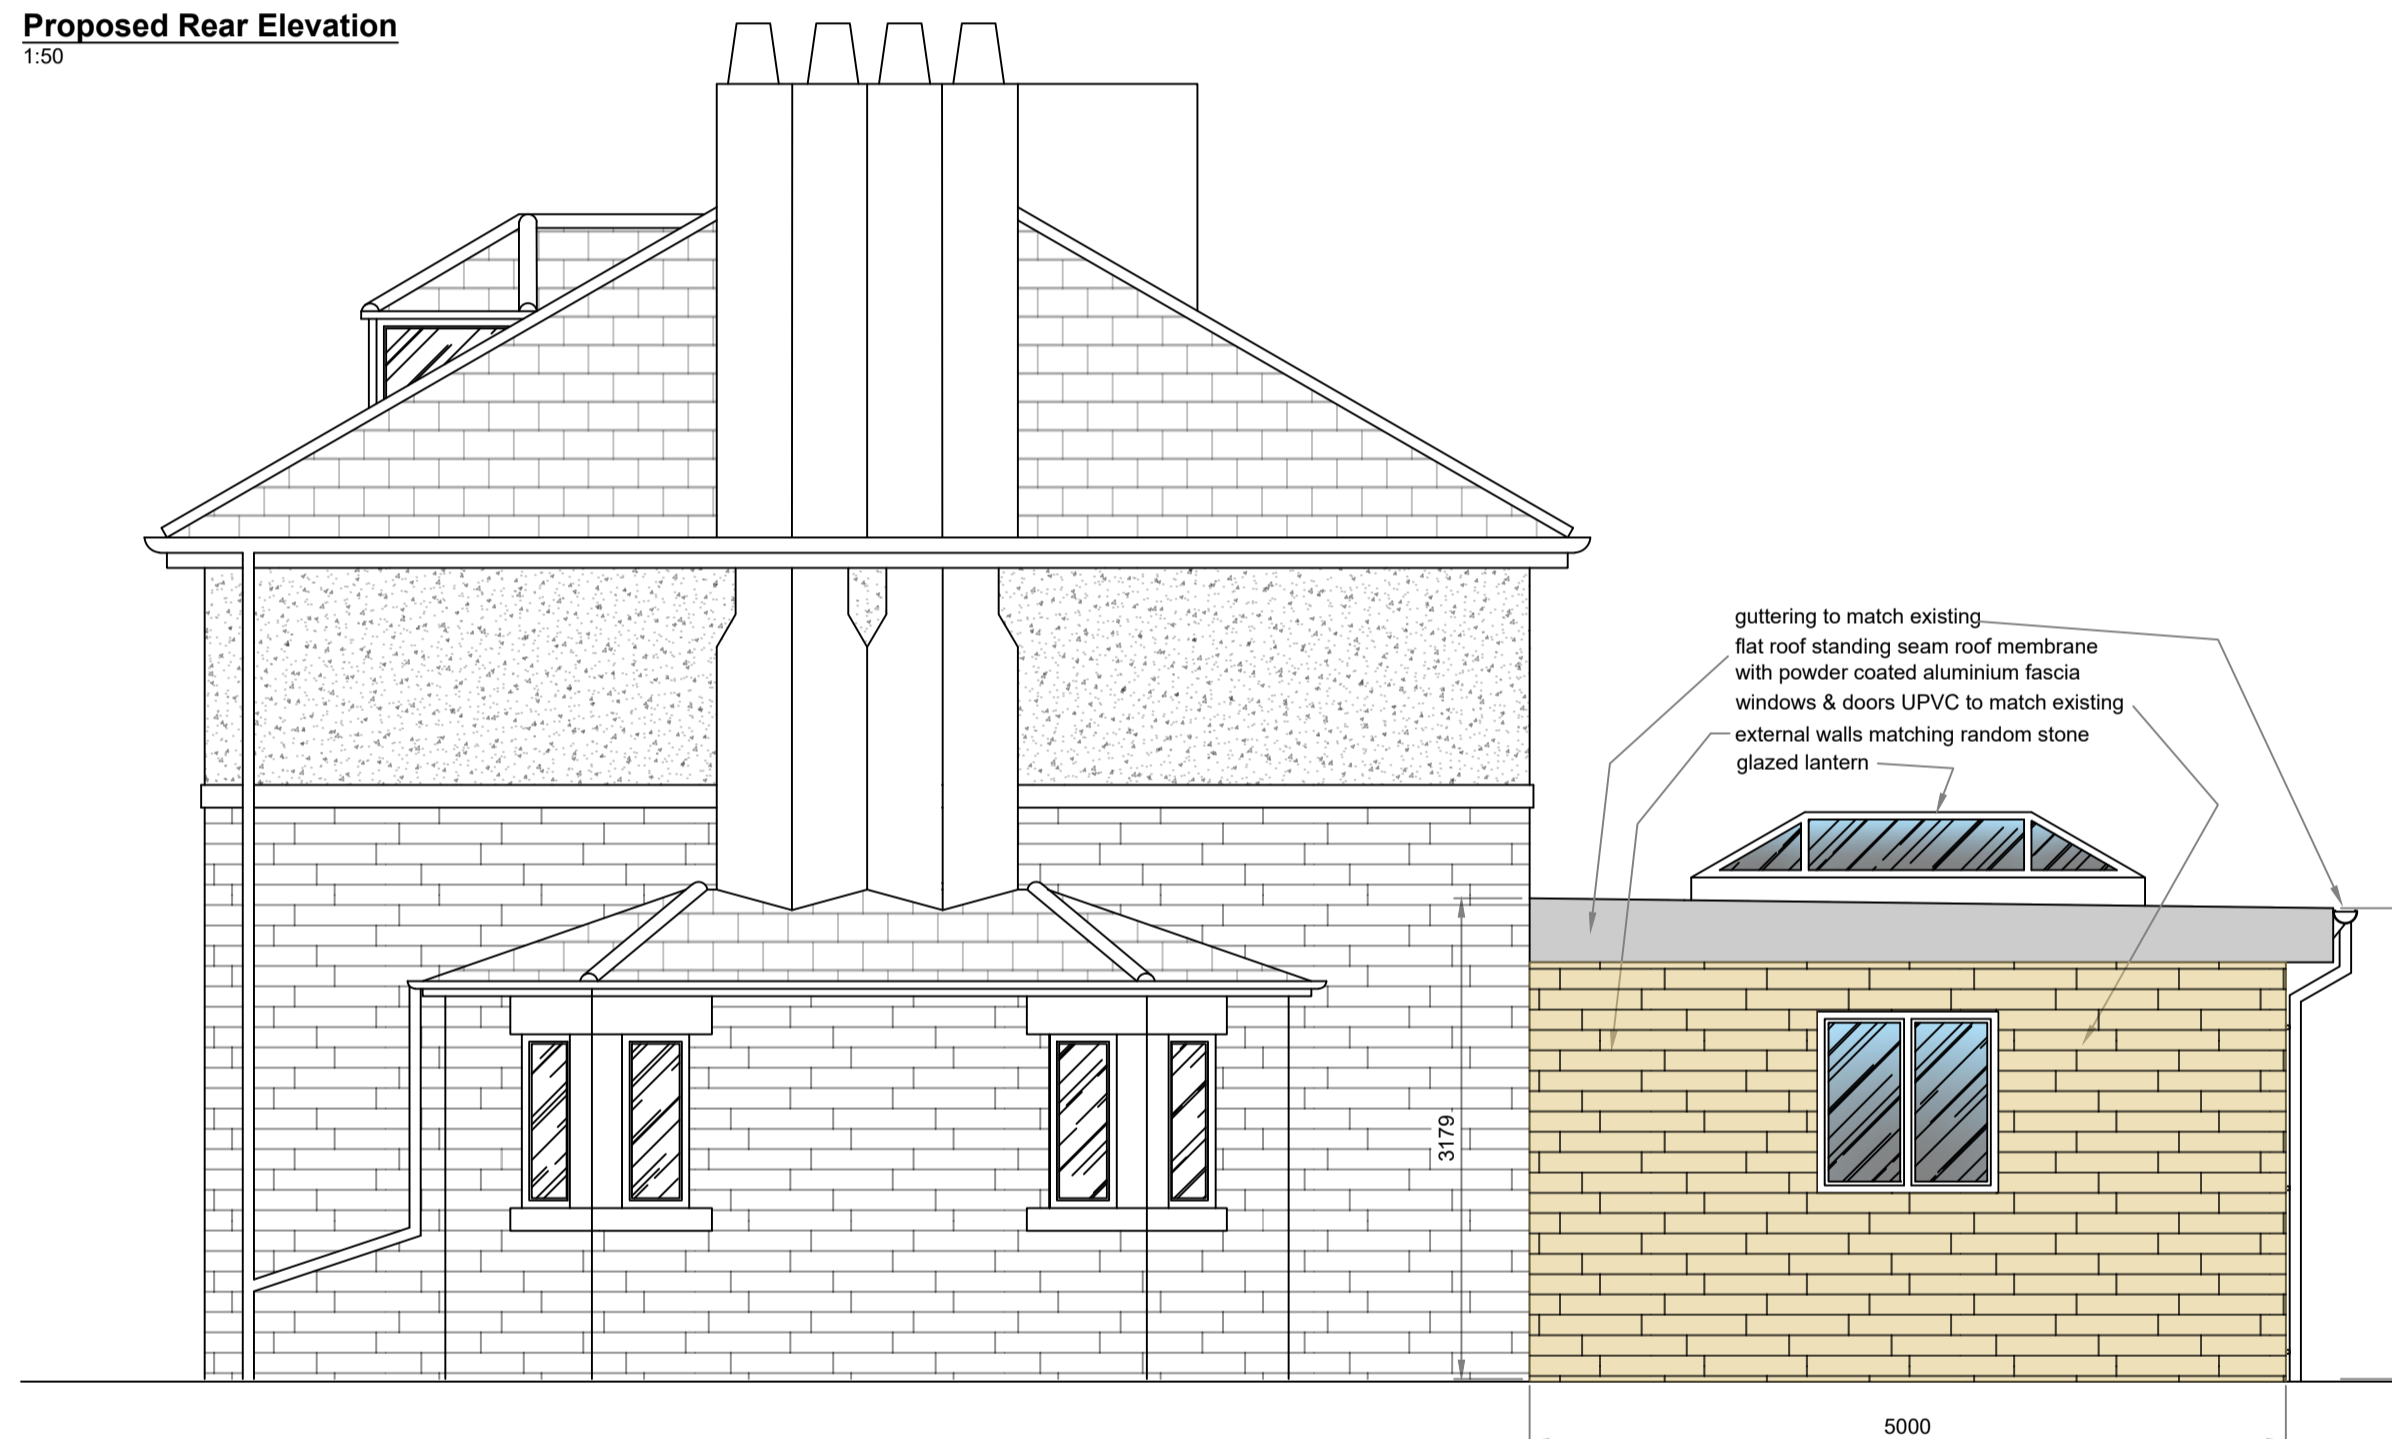 Proposed Rear Elevation
1:50
guttering to match existing
flat roof standing seam roof membrane
with powder coated aluminium fascia
windows & doors UPVC to match existing
external walls matching random stone
glazed lantern
3179
5000